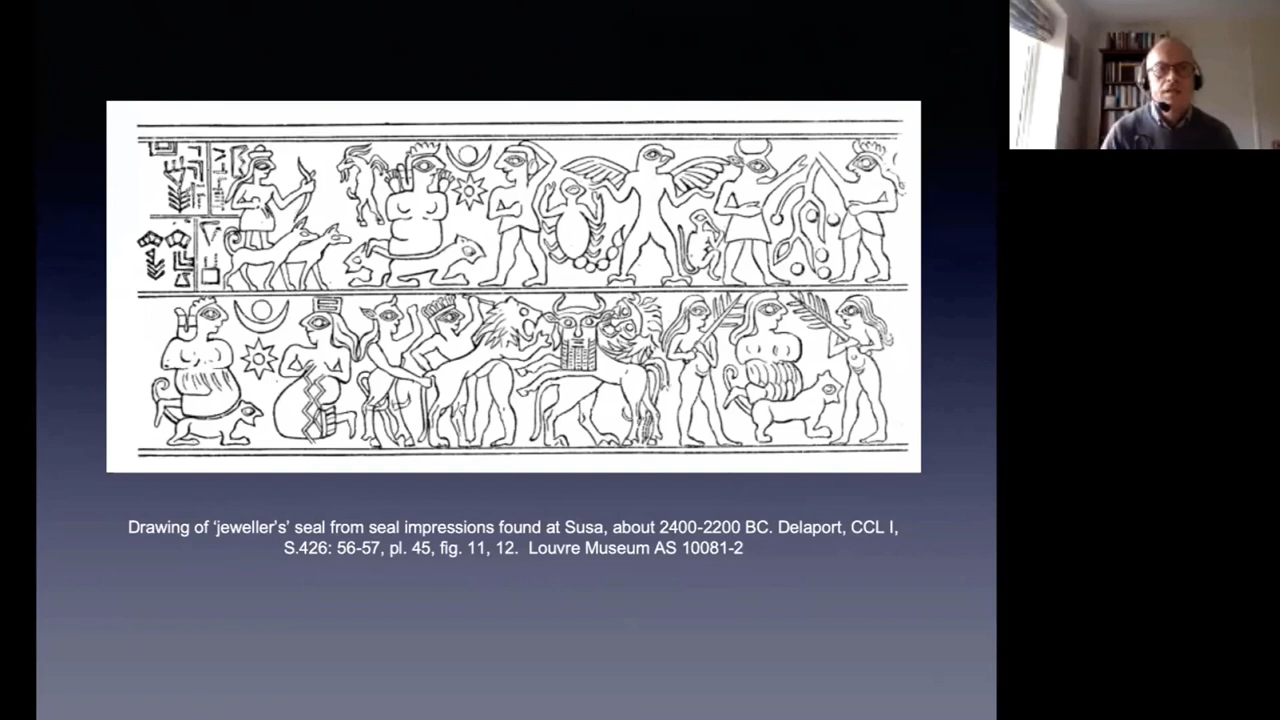 Drawing of ‘jeweller’s’ seal from seal impressions found at Susa, about 2400-2200 BC. Delaport, CCL I,
S.426: 56-57, pl. 45, fig. 11, 12.  Louvre Museum AS 10081-2